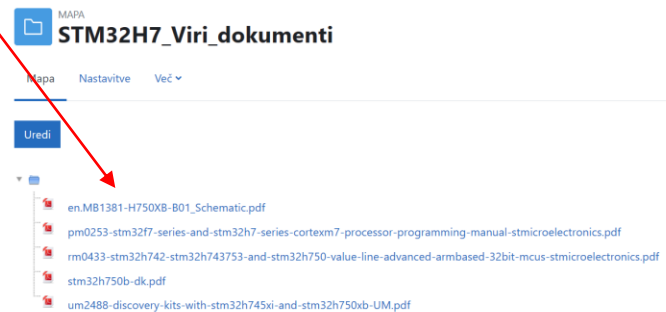 MAPA
STM32H7_Viri_dokumenti
Mapa Nastavitve Več
Uredi
en.MB1381-H750XB-B01_Schematic.pdf
pm0253-stm32f7-series-and-stm32h7-series-cortexm7-processor-programming-manual-stmicroelectronics.pdf
rm0433-stm32h742-stm32h743753-and-stm32h750-value-line-advanced-armbased-32bit-mcus-stmicroelectronics.pdf
stm32h750b-dk.pdf
um2488-discovery-kits-with-stm32h745xi-and-stm32h750xb-UM.pdf